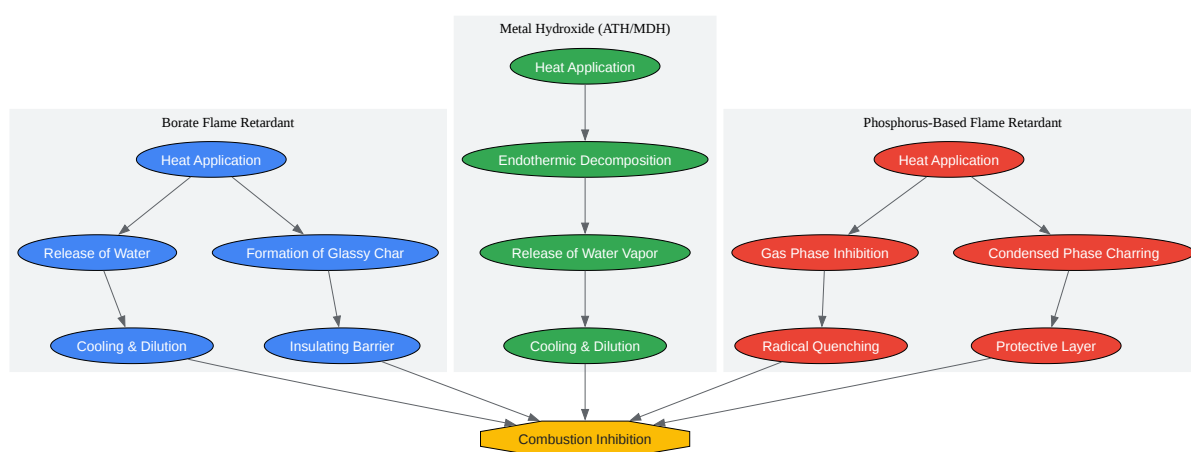 Metal Hydroxide (ATH/MDH)
Heat Application
Borate Flame Retardant
Phosphorus-Based Flame Retardant
Heat Application
Endothermic Decomposition
Heat Application
Release of Water
Formation of Glassy Char
Release of Water Vapor
Gas Phase Inhibition
Condensed Phase Charring
Cooling & Dilution
Insulating Barrier
Cooling & Dilution
Radical Quenching
Protective Layer
Combustion Inhibition